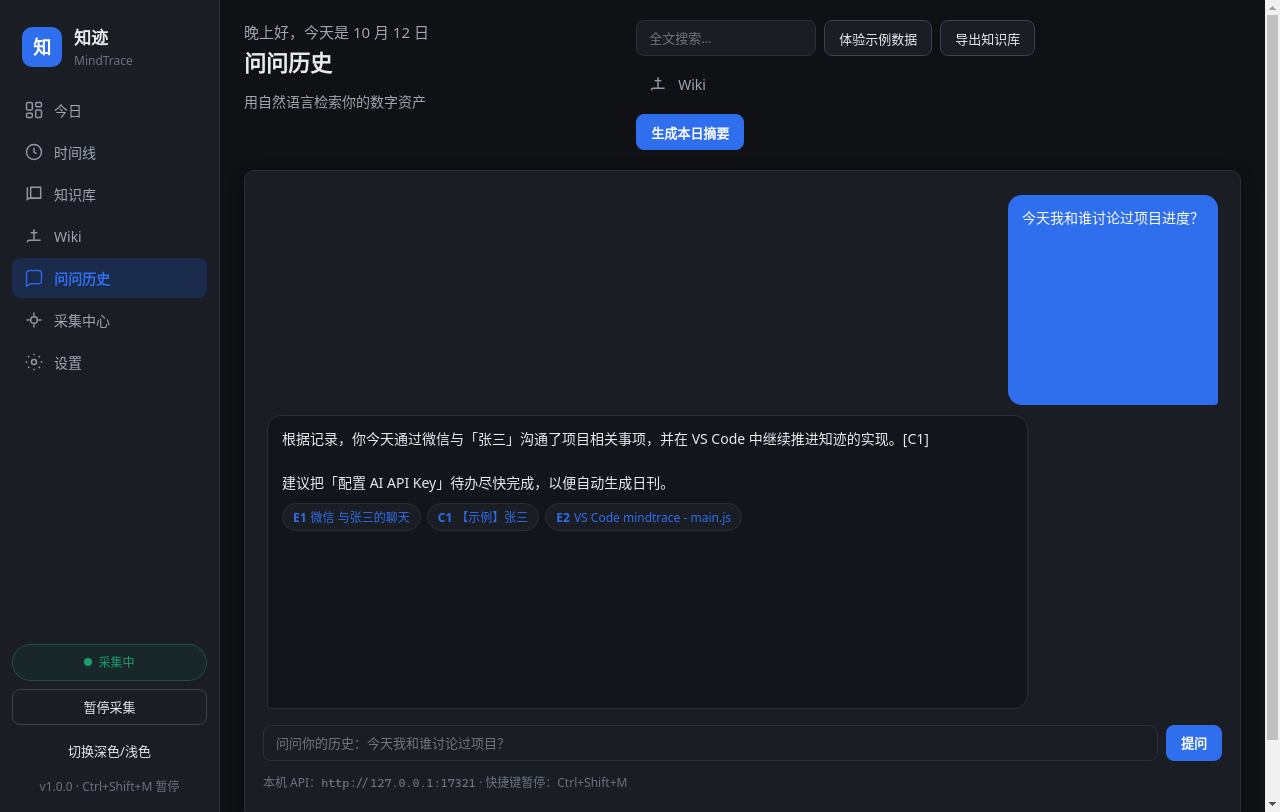 知
知迹
MindTrace
今日
时间线
知识库
Wiki
问问历史
采集中心
设置
采集中
暂停采集
切换深色/浅色
v1.0.0 · Ctrl+Shift+M 暂停
晚上好，今天是 10 月 12 日
问问历史
用自然语言检索你的数字资产
全文搜索...
体验示例数据
导出知识库
Wiki
生成本日摘要
今天我和谁讨论过项目进度？
根据记录，你今天通过微信与「张三」沟通了项目相关事项，并在 VS Code 中继续推进知迹的实现。[C1]
建议把「配置 AI API Key」待办尽快完成，以便自动生成日刊。
E1 微信 与张三的聊天
C1 【示例】张三
E2 VS Code mindtrace - main.js
问问你的历史：今天我和谁讨论过项目？
提问
本机 API：http://127.0.0.1:17321 · 快捷键暂停：Ctrl+Shift+M